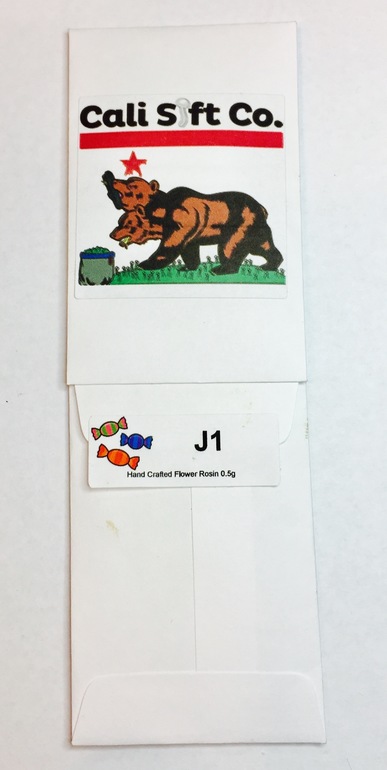 Cali Sift Co.
J1
Hand Crafted Flower Rosin 0.5g